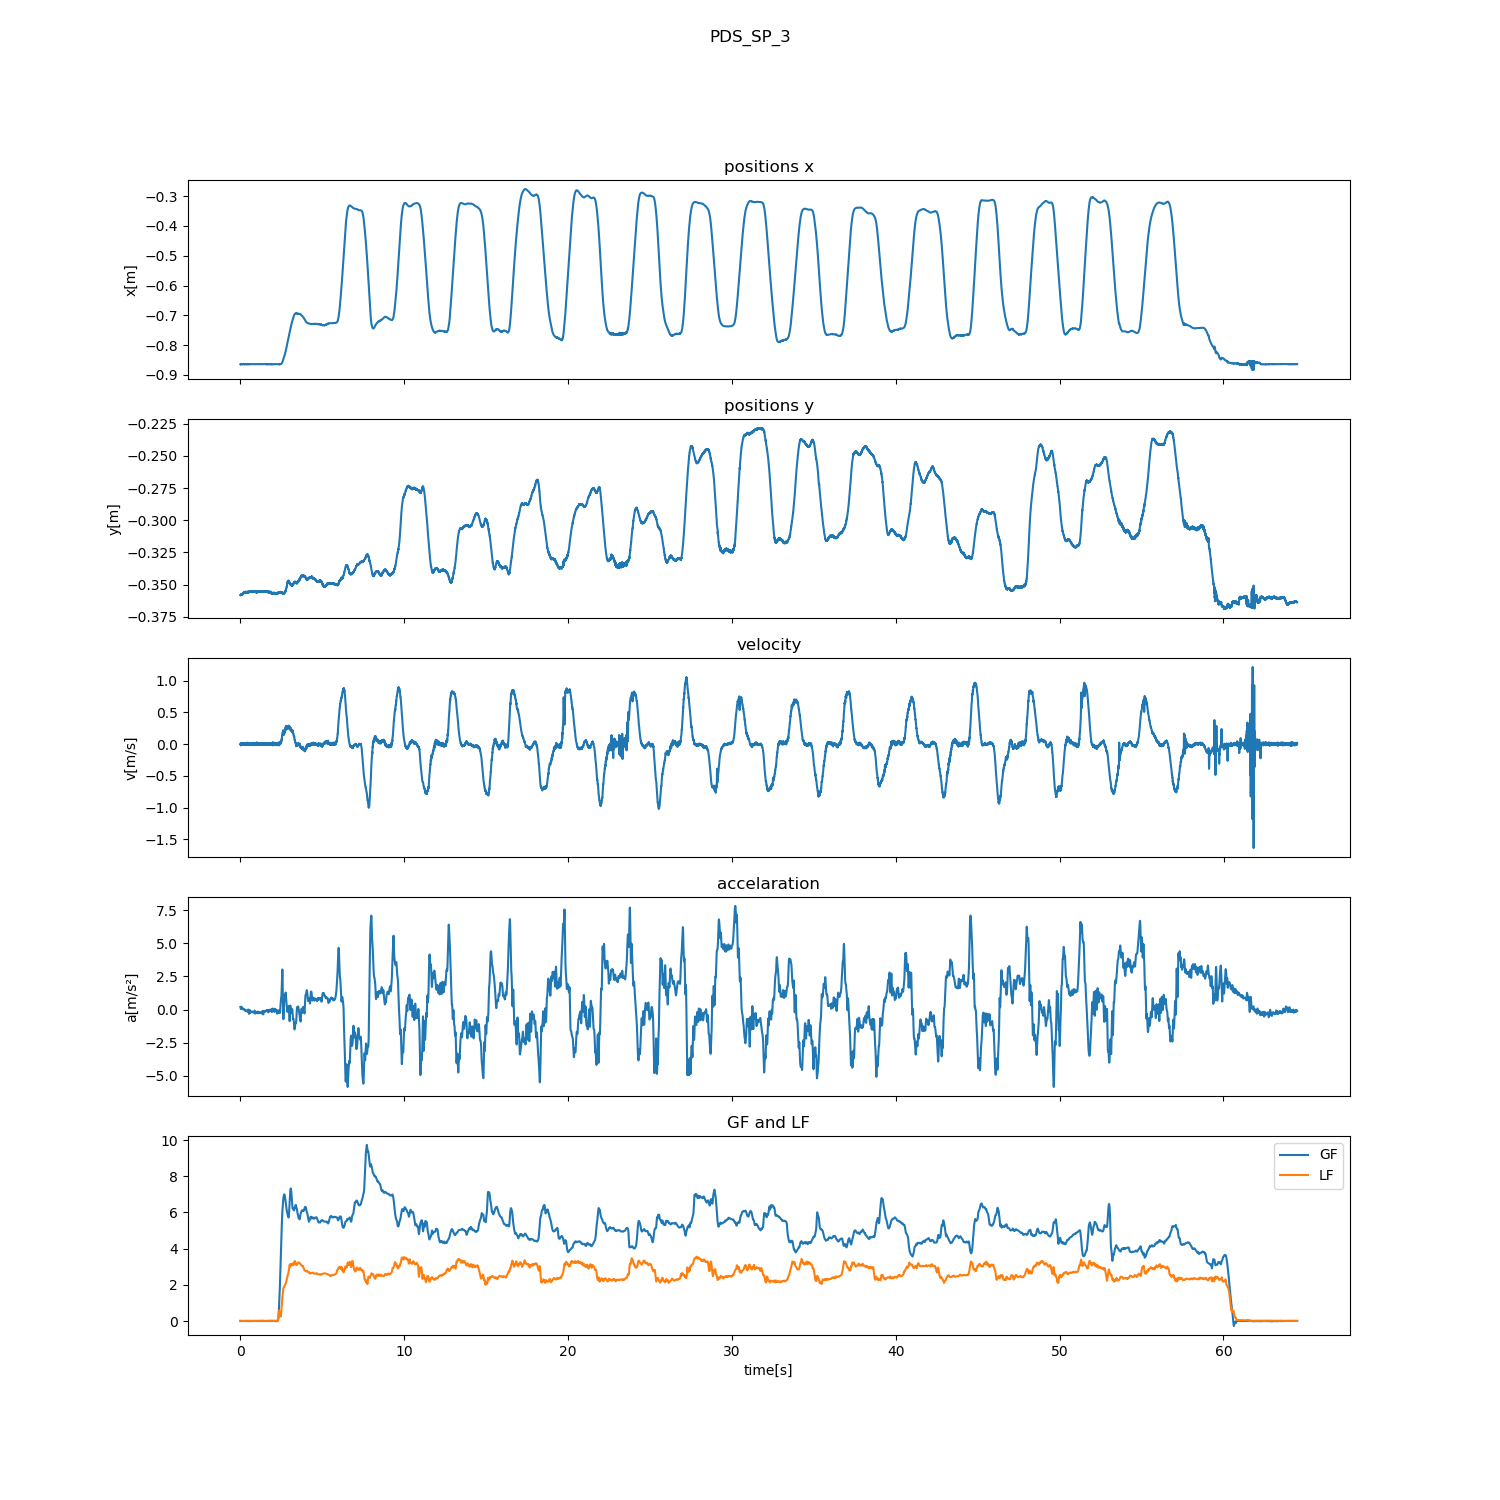 PDS_SP_3
positions x
−0.3
−0.4
−0.5
−0.6
−0.7
−0.8
−0.9
x[m]
positions y
−0.225
−0.250
−0.275
−0.300
−0.325
−0.350
−0.375
y[m]
velocity
1.0
0.5
0.0
−0.5
−1.0
−1.5
v[m/s]
accelaration
7.5
5.0
2.5
0.0
−2.5
−5.0
a[m/s²]
GF and LF
10
8
6
4
2
0
GF
LF
0 10 20 30 40 50 60
time[s]